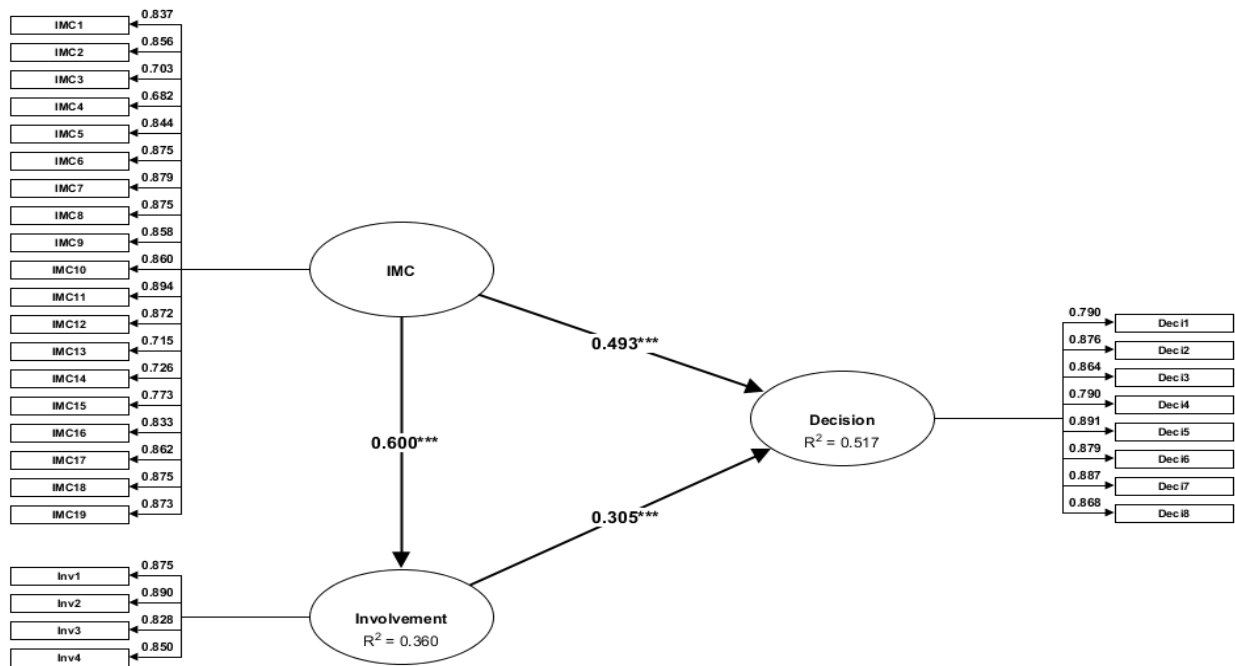 0.837
IMC1
0.856
IMC2
0.703
IMC3
0.682
IMC4
0.844
IMC5
0.875
IMC6
0.879
IMC7
0.875
IMC8
0.858
IMC9
0.860
IMC10
0.894
IMC11
0.872
IMC12
0.715
IMC13
0.726
IMC14
0.773
IMC15
0.833
IMC16
0.862
IMC17
0.875
IMC18
0.873
IMC19
0.875
Inv1
0.890
Inv2
0.828
Inv3
0.850
Inv4
IMC
0.493***
0.600***
0.305***
Involvement
R² = 0.360
Decision
R² = 0.517
0.790
Deci1
0.876
Deci2
0.864
Deci3
0.790
Deci4
0.891
Deci5
0.879
Deci6
0.887
Deci7
0.868
Deci8